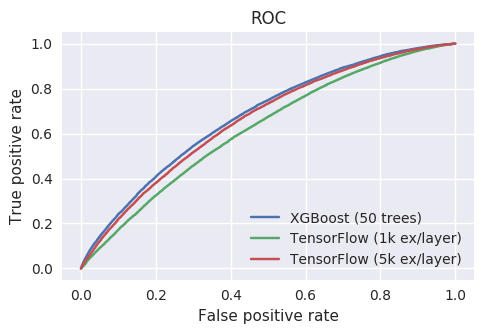 ROC
1.0
0.8
0.6
0.4
0.2
0.0
True positive rate
XGBoost (50 trees)
TensorFlow (1k ex/layer)
TensorFlow (5k ex/layer)
0.0 0.2 0.4 0.6 0.8 1.0
False positive rate